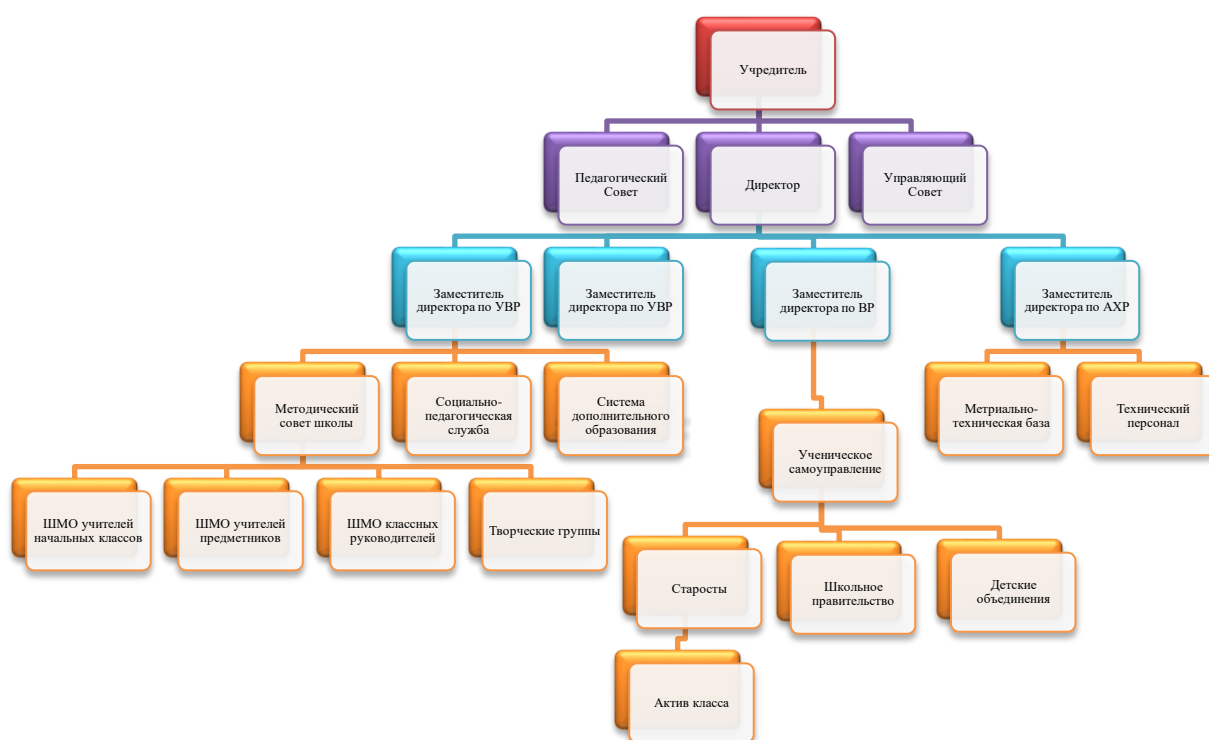 Учредитель
Педагогический
Совет
Директор
Управляющий
Совет
Заместитель
директора по УВР
Заместитель
директора по УВР
Заместитель
директора по ВР
Заместитель
директора по АХР
Методический
совет школы
Социально-
педагогическая
служба
Система
дополнительного
образования
Ученическое
самоуправление
Метриально-
техническая база
Технический
персонал
ШМО учителей
начальных классов
ШМО учителей
предметников
ШМО классных
руководителей
Творческие группы
Старосты
Школьное
правительство
Детские
объединения
Актив класса